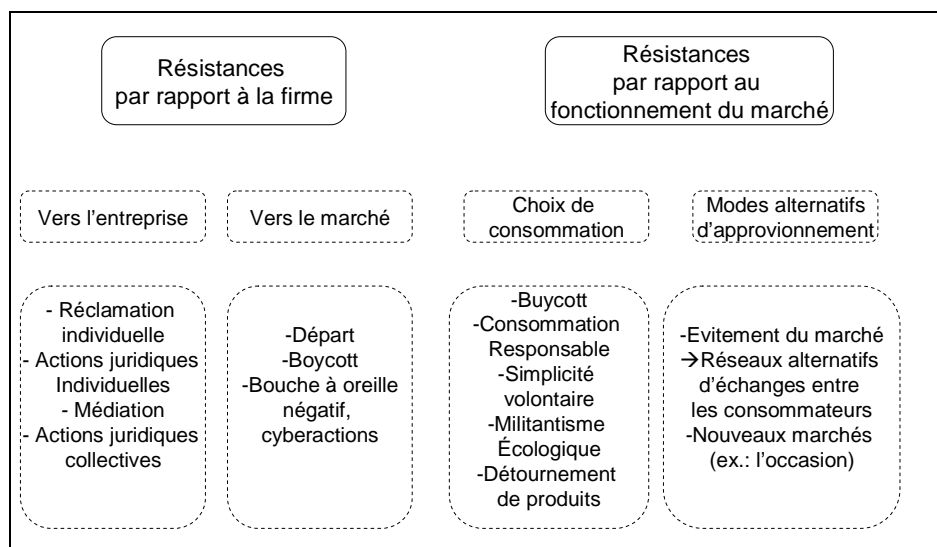 Résistances
par rapport à la firme
Résistances
par rapport au
fonctionnement du marché
Vers l'entreprise
Vers le marché
Choix de
consommation
Modes alternatifs
d'approvionnement
- Réclamation
individuelle
- Actions juridiques
Individuelles
- Médiation
- Actions juridiques
collectives
-Départ
-Boycott
-Bouche à oreille
négatif,
cyberactions
-Buycott
-Consommation
Responsable
-Simplicité
volontaire
-Militantisme
Écologique
-Détournement
de produits
-Evitement du marché
→Réseaux alternatifs
d'échanges entre
les consommateurs
-Nouveaux marchés
(ex.: l'occasion)